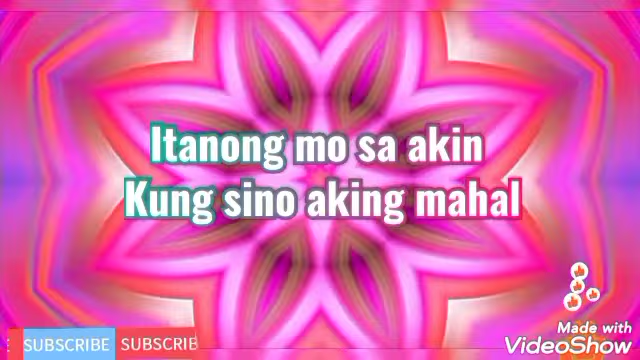 Itanong mo sa akin
Kung sino aking mahal
SUBSCRIBE SUBSCRIB
Made with
VideoShow